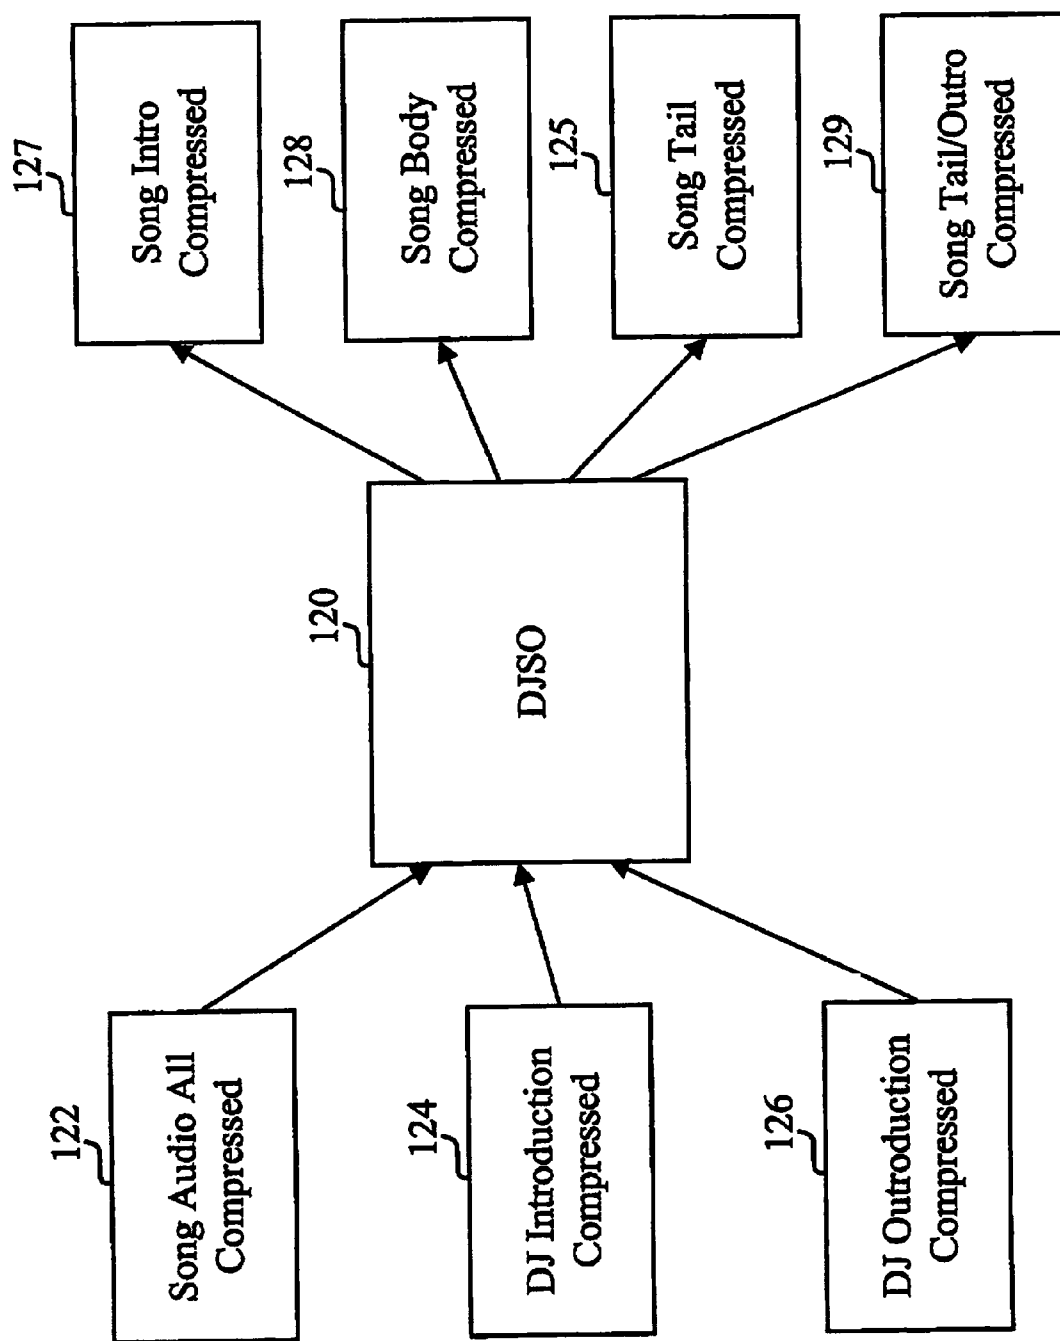 122
Song Audio All
Compressed
124
DJ Introduction
Compressed
126
DJ Outroduction
Compressed
120
DJSO
127
Song Intro
Compressed
128
Song Body
Compressed
125
Song Tail
Compressed
129
Song Tail/Outro
Compressed